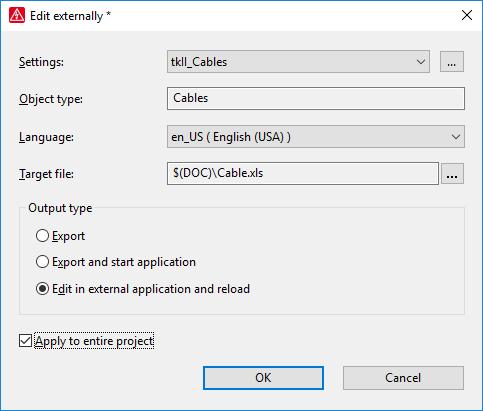 Edit externally *
Settings: tkll_Cables ...
Object type: Cables
Language: en_US ( English (USA) )
Target file: $(DOC)\Cable.xls ...
Output type
Export
Export and start application
Edit in external application and reload
Apply to entire project
OK Cancel